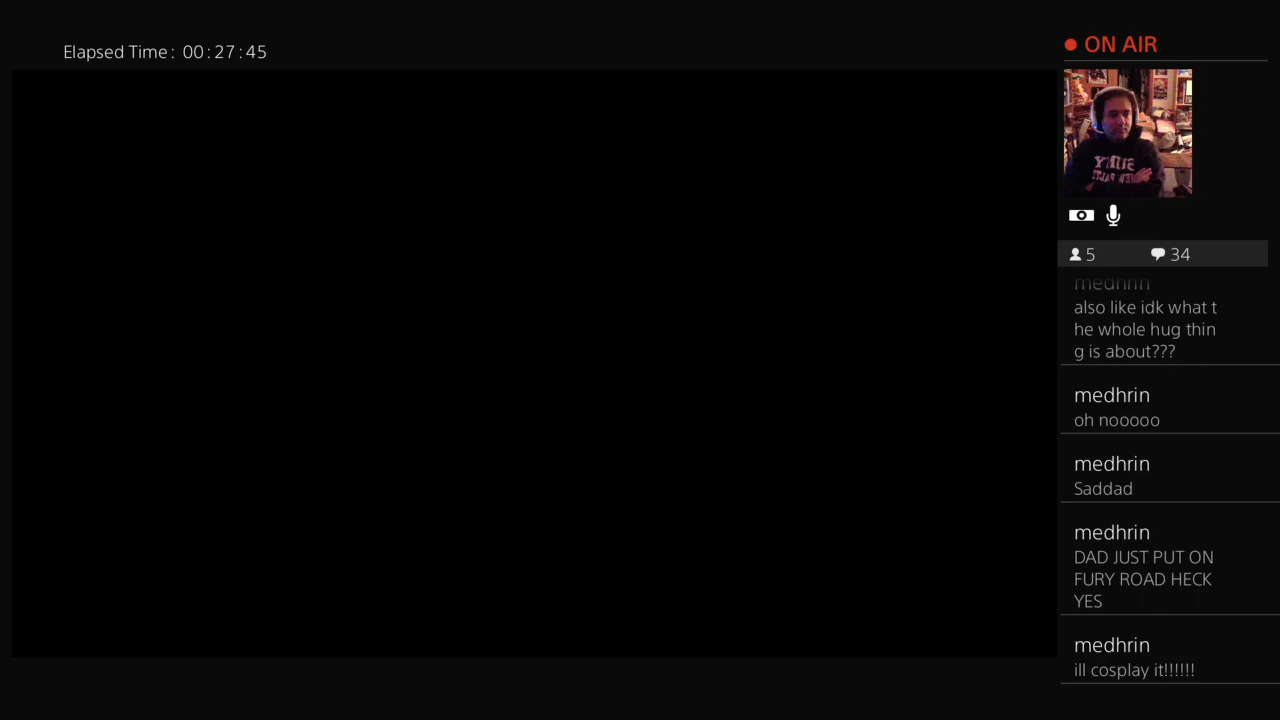 Elapsed Time: 00:27:45
ON AIR
5 34
medhrin
also like idk what t
he whole hug thin
g is about???
medhrin
oh nooooo
medhrin
Saddad
medhrin
DAD JUST PUT ON
FURY ROAD HECK
YES
medhrin
ill cosplay it!!!!!!